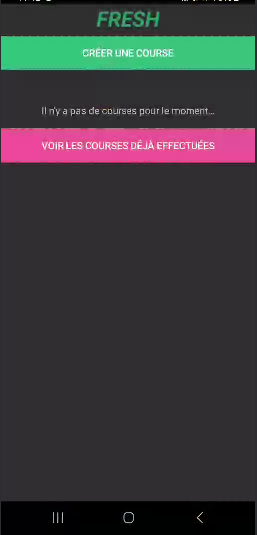 FRESH
CRÉER UNE COURSE
Il n'y a pas de courses pour le moment...
VOIR LES COURSES DÉJÀ EFFECTUÉES